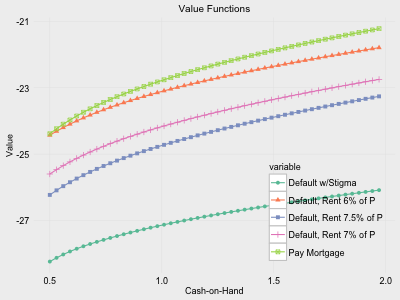 Value Functions
-21
-23
-25
-27
Value
0.5
1.0
1.5
2.0
Cash-on-Hand
variable
Default w/Stigma
Default, Rent 6% of P
Default, Rent 7.5% of P
Default, Rent 7% of P
Pay Mortgage